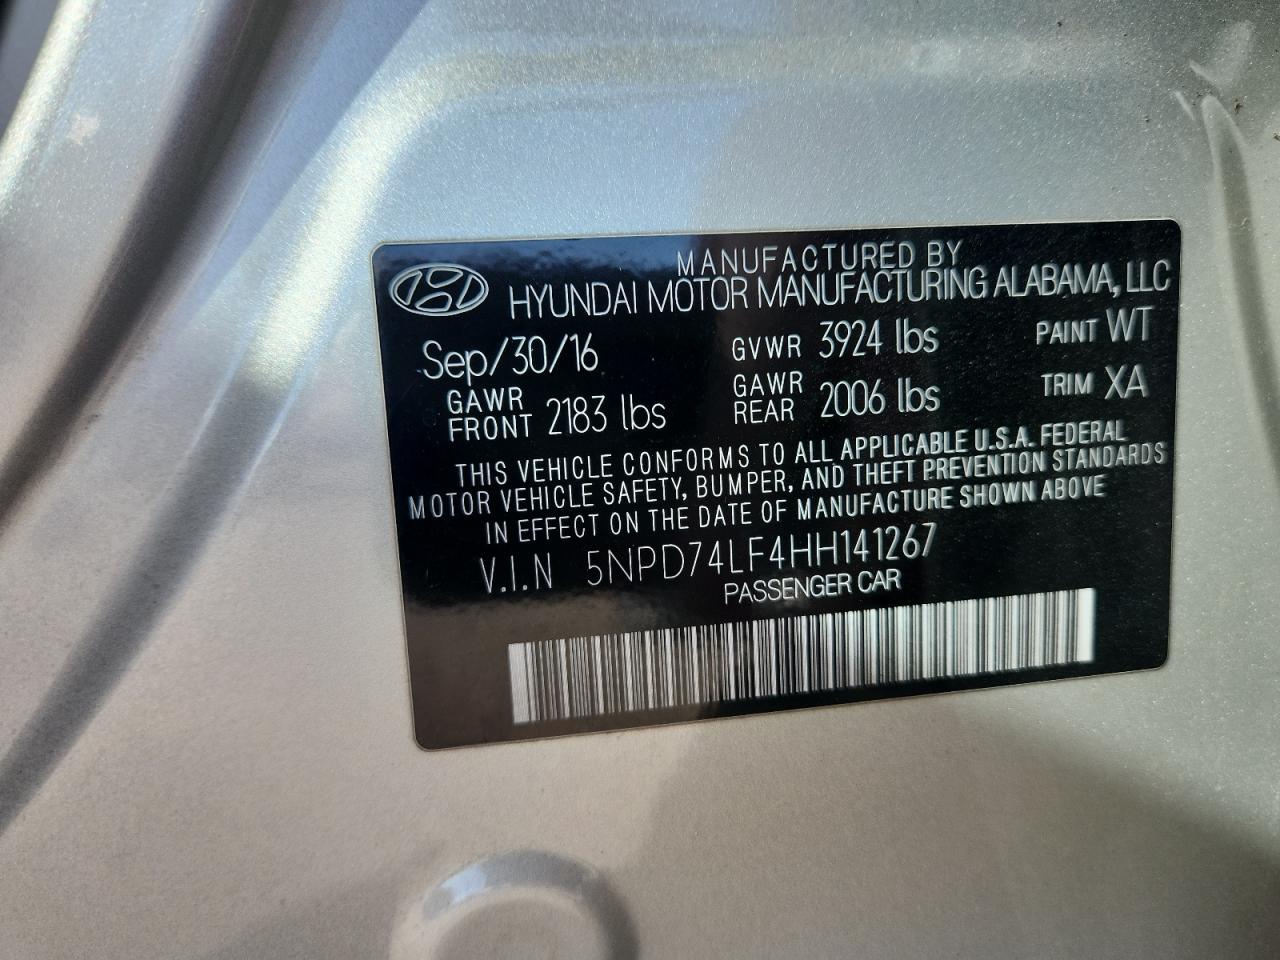 MANUFACTURED BY
HYUNDAI MOTOR MANUFACTURING ALABAMA, LLC
Sep/30/16 GVWR 3924 lbs PAINT WT
GAWR FRONT 2183 lbs GAWR REAR 2006 lbs TRIM XA
THIS VEHICLE CONFORMS TO ALL APPLICABLE U.S.A. FEDERAL
MOTOR VEHICLE SAFETY, BUMPER, AND THEFT PREVENTION STANDARDS
IN EFFECT ON THE DATE OF MANUFACTURE SHOWN ABOVE
V.I.N 5NPD74LF4HH141267
PASSENGER CAR